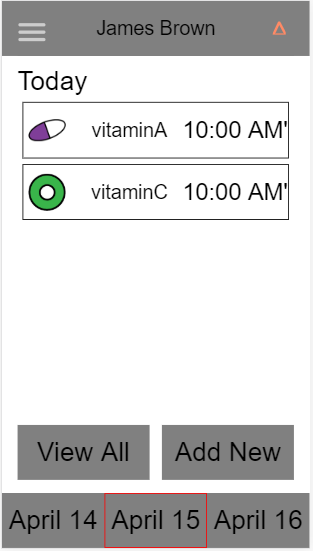 James Brown
Today
vitaminA 10:00 AM'
vitaminC 10:00 AM'
View All Add New
April 14 April 15 April 16